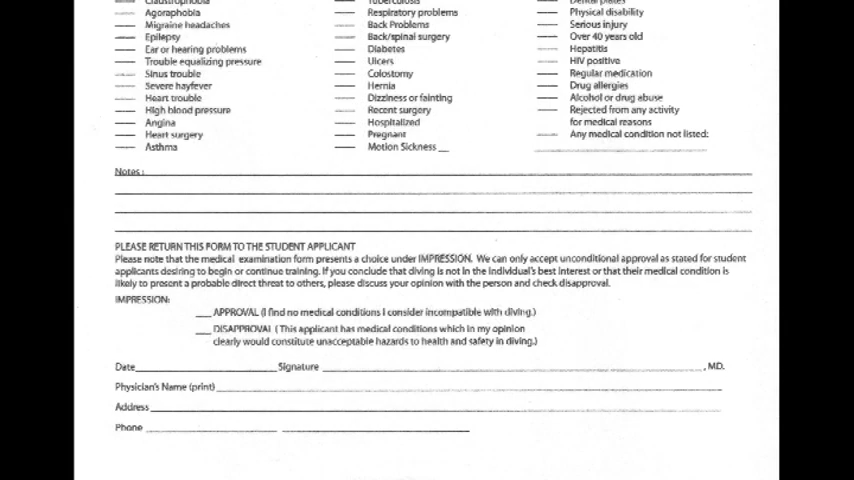 Claustrophobia
Agoraphobia
Migraine headaches
Epilepsy
Ear or hearing problems
Trouble equalizing pressure
Sinus trouble
Severe hayfever
Heart trouble
High blood pressure
Angina
Heart surgery
Asthma
Tuberculosis
Respiratory problems
Back Problems
Back/spinal surgery
Diabetes
Ulcers
Colostomy
Hernia
Dizziness or fainting
Recent surgery
Hospitalized
Pregnant
Motion Sickness __
Dental plates
Physical disability
Serious injury
Over 40 years old
Hepatitis
HIV positive
Regular medication
Drug allergies
Alcohol or drug abuse
Rejected from any activity
for medical reasons
Any medical condition not listed:
Notes:
PLEASE RETURN THIS FORM TO THE STUDENT APPLICANT
Please note that the medical examination form presents a choice under IMPRESSION. We can only accept unconditional approval as stated for student
applicants desiring to begin or continue training. If you conclude that diving is not in the individual's best interest or that their medical condition is
likely to present a probable direct threat to others, please discuss your opinion with the person and check disapproval.
IMPRESSION:
___ APPROVAL (I find no medical conditions I consider incompatible with diving.)
___ DISAPPROVAL ( This applicant has medical conditions which in my opinion
clearly would constitute unacceptable hazards to health and safety in diving.)
Date Signature , MD.
Physician's Name (print)
Address
Phone